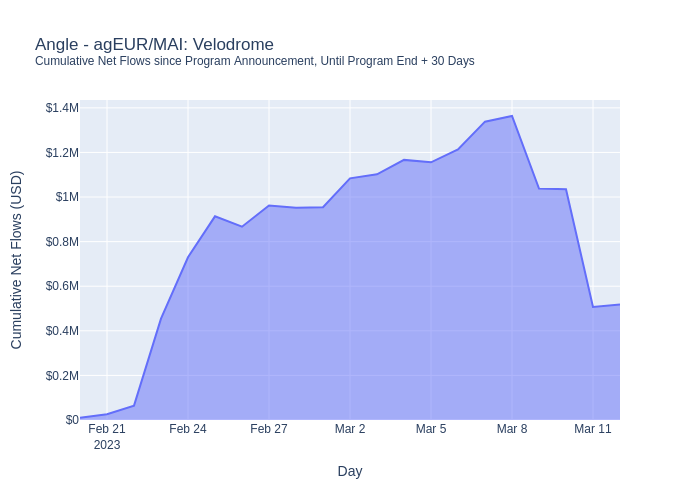 Angle - agEUR/MAI: Velodrome
Cumulative Net Flows since Program Announcement, Until Program End + 30 Days
Cumulative Net Flows (USD)
$1.4M
$1.2M
$1M
$0.8M
$0.6M
$0.4M
$0.2M
$0
Feb 21 Feb 24 Feb 27 Mar 2 Mar 5 Mar 8 Mar 11
2023
Day